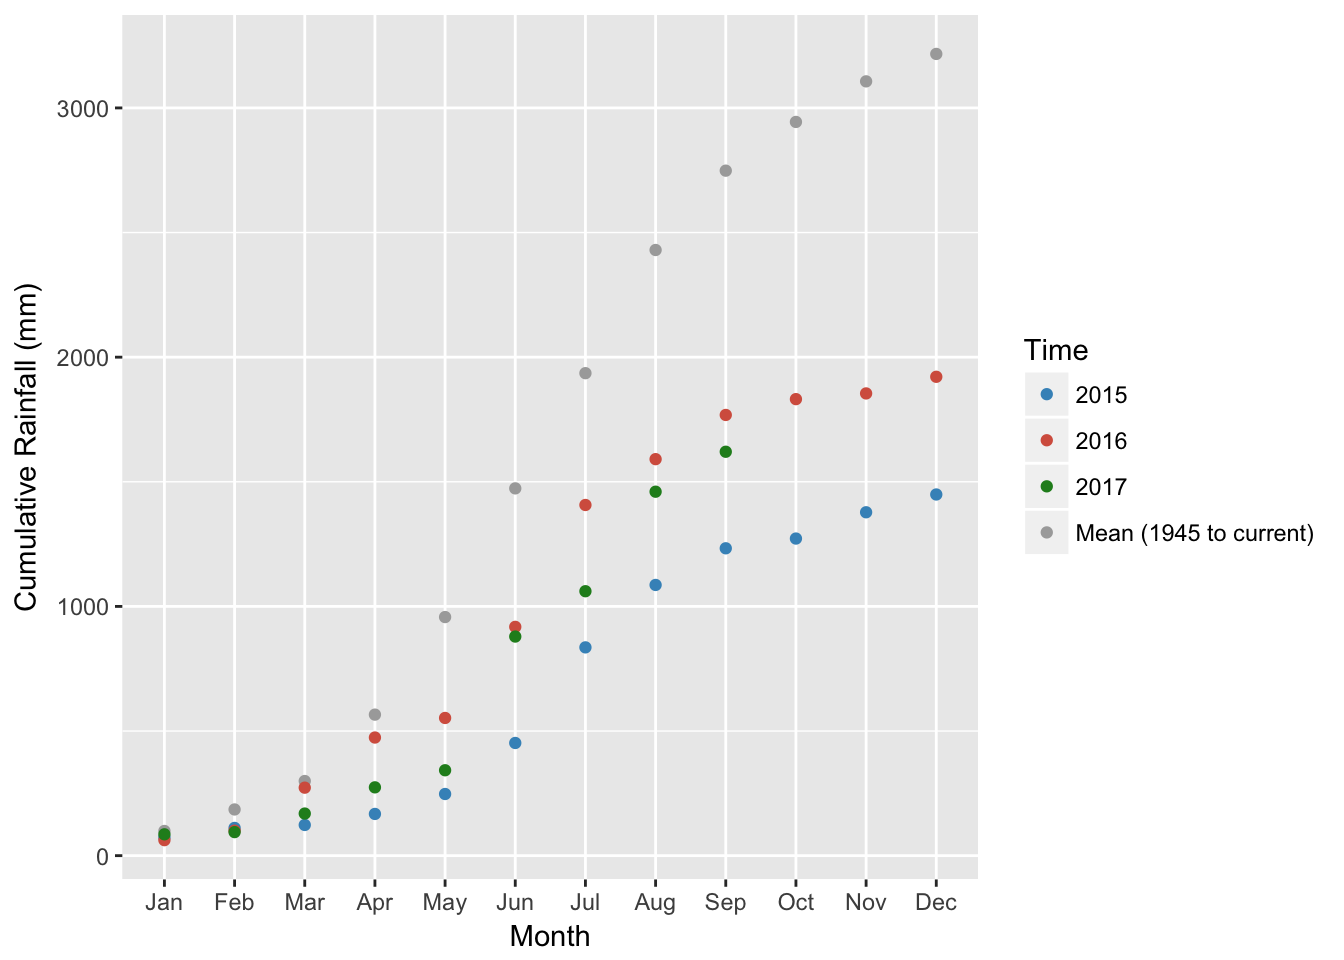 3000
2000
1000
0
Cumulative Rainfall (mm)
Jan Feb Mar Apr May Jun Jul Aug Sep Oct Nov Dec
Month
Time
2015
2016
2017
Mean (1945 to current)